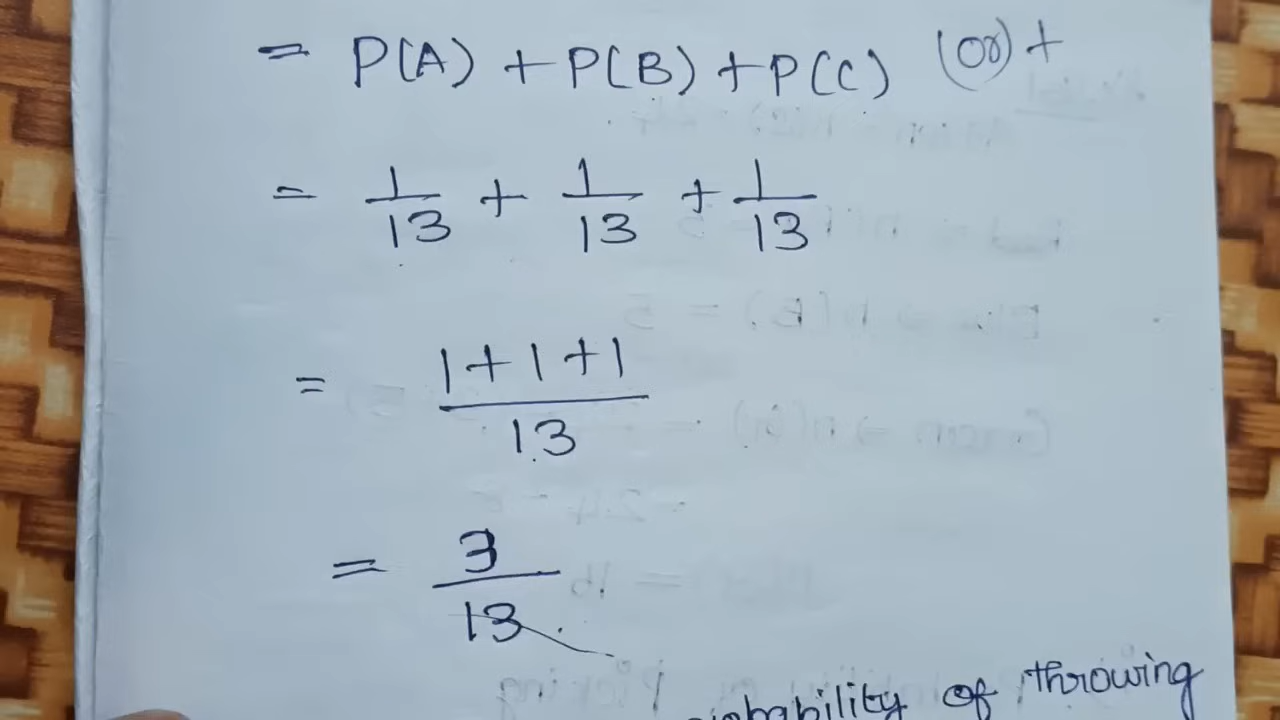 = P(A) + P(B) + P(C) (or) +
= 1/13 + 1/13 + 1/13
= 1+1+1/13
= 3/13
probability of throwing